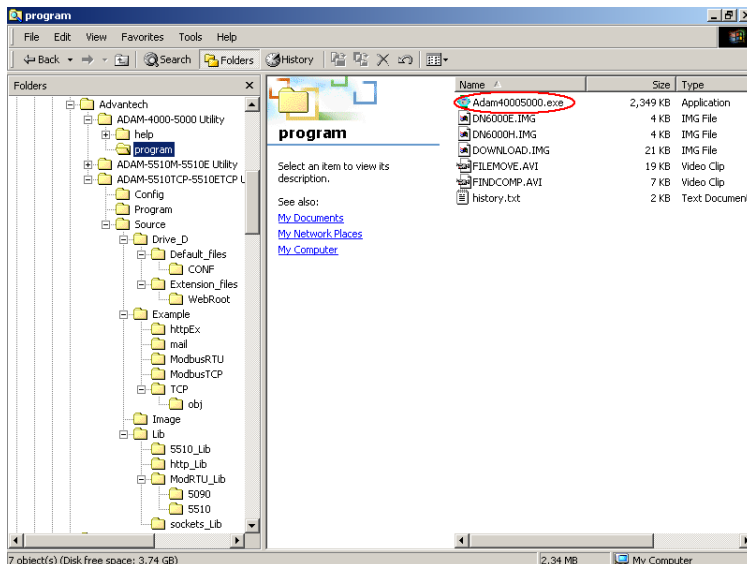 program
File Edit View Favorites Tools Help
Back Search Folders History
Folders
Advantech
ADAM-4000-5000 Utility
help
program
ADAM-5510M-5510E Utility
ADAM-5510TCP-5510ETCP U
Config
Program
Source
Drive_D
Default_files
CONF
Extension_files
WebRoot
Example
httpEx
mail
ModbusRTU
ModbusTCP
TCP
obj
Image
Lib
5510_Lib
http_Lib
ModRTU_Lib
5090
5510
sockets_Lib
program
Select an item to view its
description.
See also:
My Documents
My Network Places
My Computer
Name Size Type
Adam40005000.exe 2,349 KB Application
DN6000E.IMG 4 KB IMG File
DN6000H.IMG 4 KB IMG File
DOWNLOAD.IMG 21 KB IMG File
FILEMOVE.AVI 19 KB Video Clip
FINDCOMP.AVI 7 KB Video Clip
history.txt 2 KB Text Documen
7 object(s) (Disk free space: 3.74 GB) 2.34 MB My Computer